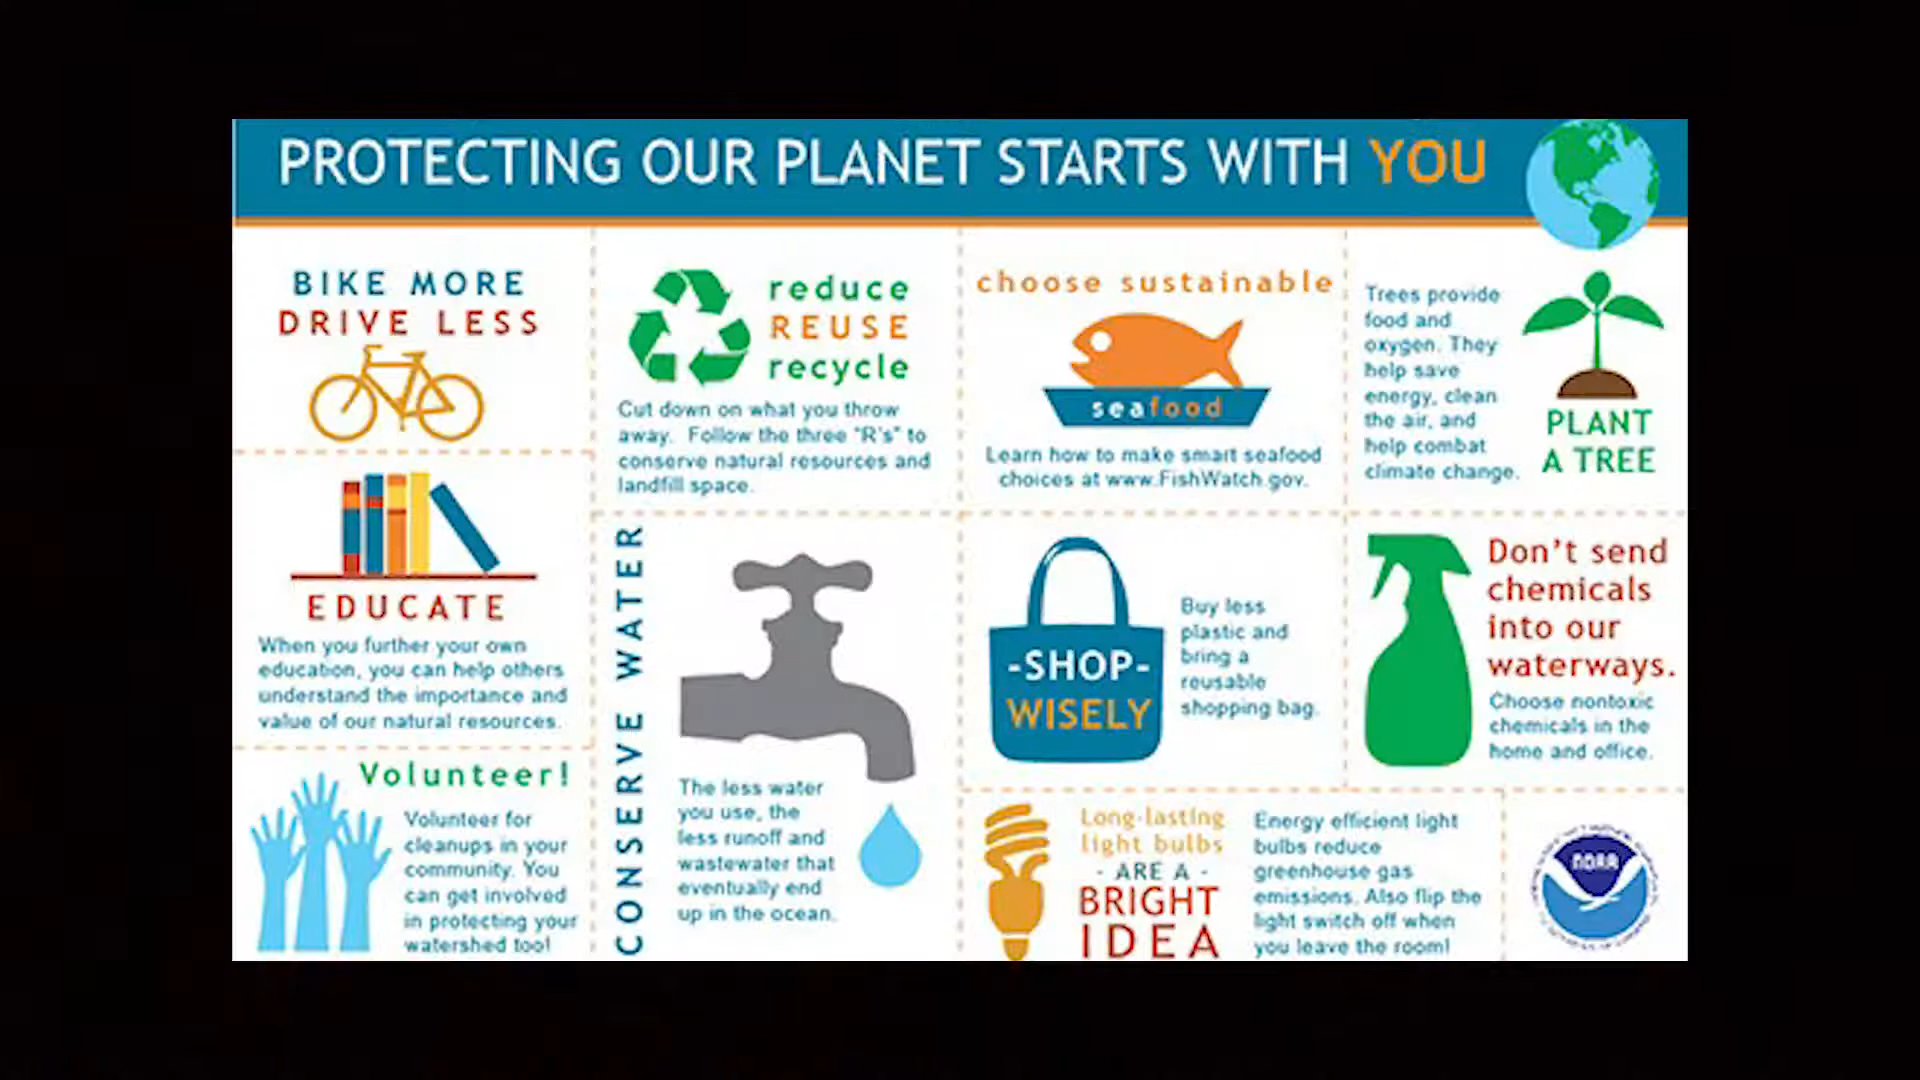 PROTECTING OUR PLANET STARTS WITH YOU
BIKE MORE
DRIVE LESS
EDUCATE
When you further your own
education, you can help others
understand the importance and
value of our natural resources.
Volunteer!
Volunteer for
cleanups in your
community. You
can get involved
in protecting your
watershed too!
reduce
REUSE
recycle
Cut down on what you throw
away. Follow the three "R's" to
conserve natural resources and
landfill space.
CONSERVE WATER
The less water
you use, the
less runoff and
wastewater that
eventually end
up in the ocean.
choose sustainable
seafood
Learn how to make smart seafood
choices at www.FishWatch.gov.
-SHOP-
WISELY
Buy less
plastic and
bring a
reusable
shopping bag.
Long-lasting
light bulbs
- ARE A -
BRIGHT
IDEA
Energy efficient light
bulbs reduce
greenhouse gas
emissions. Also flip the
light switch off when
you leave the room!
Trees provide
food and
oxygen. They
help save
energy, clean
the air, and
help combat
climate change.
PLANT
A TREE
Don't send
chemicals
into our
waterways.
Choose nontoxic
chemicals in the
home and office.
NOAA